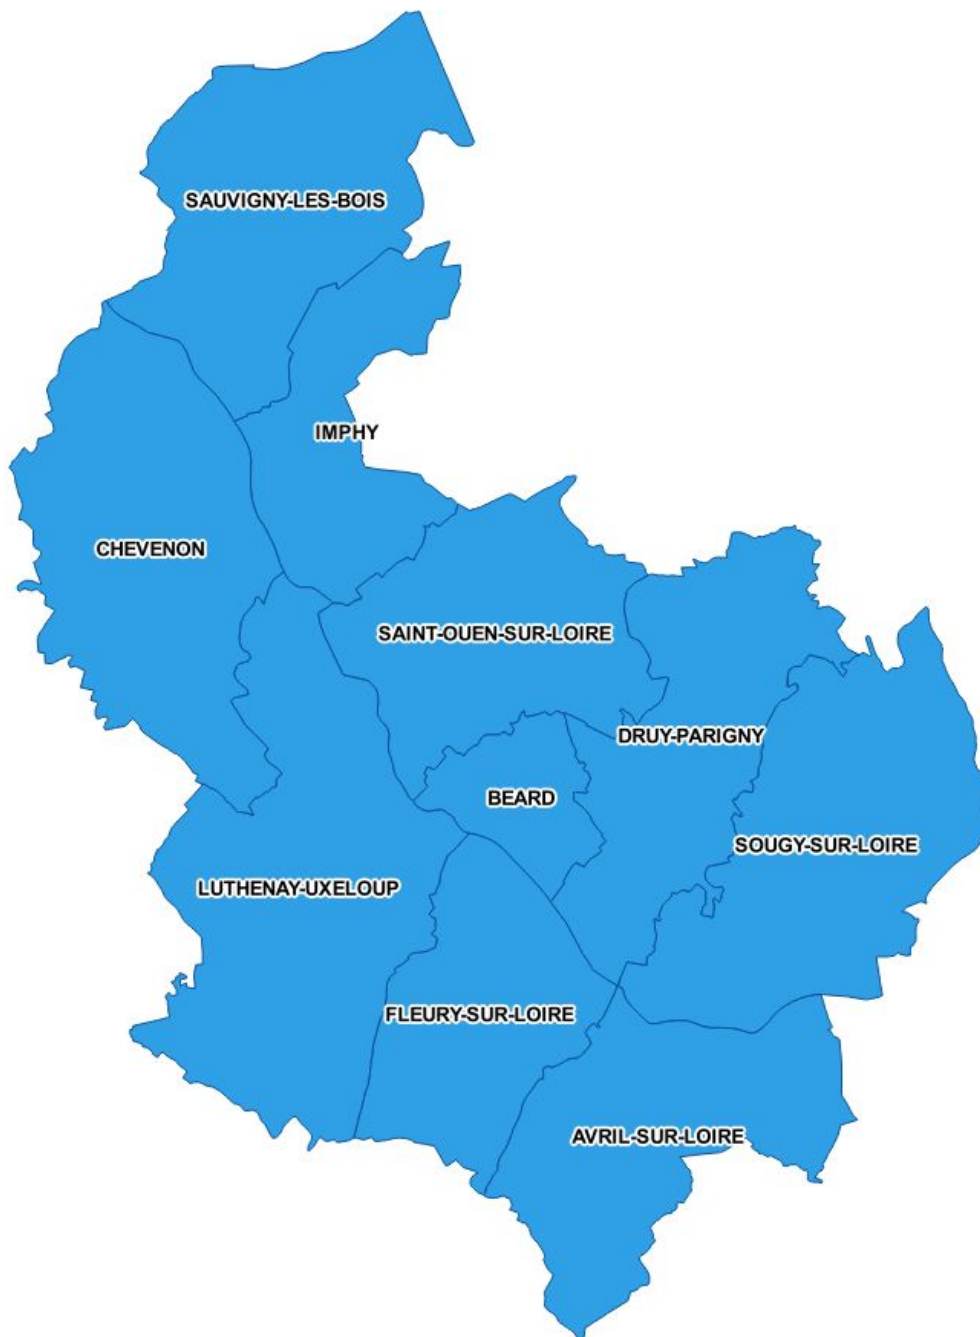 SAUVIGNY-LES-BOIS
IMPHY
CHEVENON
SAINT-OUEN-SUR-LOIRE
DRUY-PARIGNY
BEARD
SOUGY-SUR-LOIRE
LUTHENAY-UXELOUP
FLEURY-SUR-LOIRE
AVRIL-SUR-LOIRE